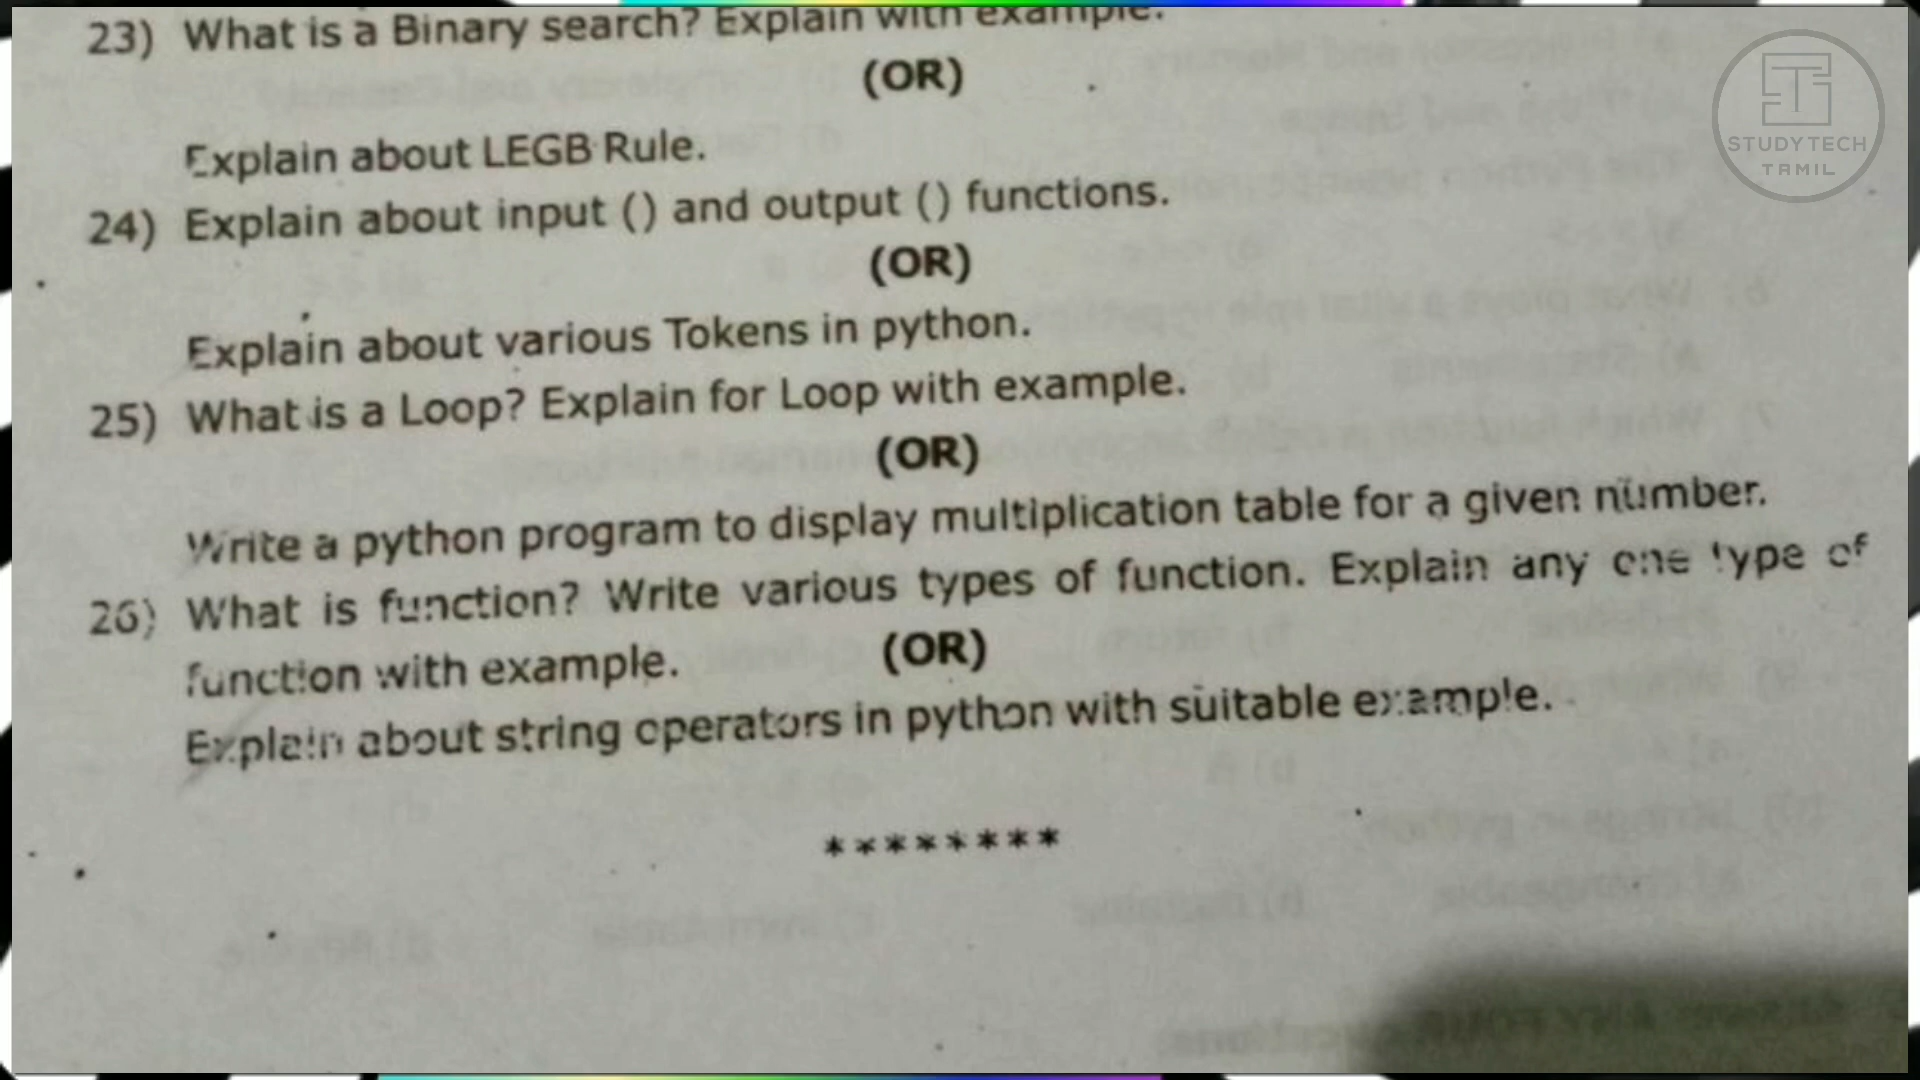 23) What is a Binary search? Explain with example.
(OR)
Explain about LEGB Rule.
24) Explain about input () and output () functions.
(OR)
Explain about various Tokens in python.
25) What is a Loop? Explain for Loop with example.
(OR)
Write a python program to display multiplication table for a given number.
26) What is function? Write various types of function. Explain any one type of
function with example. (OR)
Explain about string operators in python with suitable example.
********
STUDY TECH
TAMIL